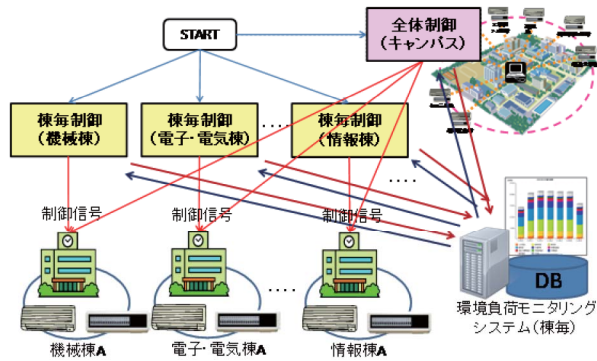 START
全体制御
(キャンパス)
棟毎制御
(機械棟)
棟毎制御
(電子・電気棟)
‥‥
棟毎制御
(情報棟)
‥‥
制御信号
制御信号
制御信号
‥‥
DB
環境負荷モニタリング
システム(棟毎)
機械棟A
電子・電気棟A
情報棟A